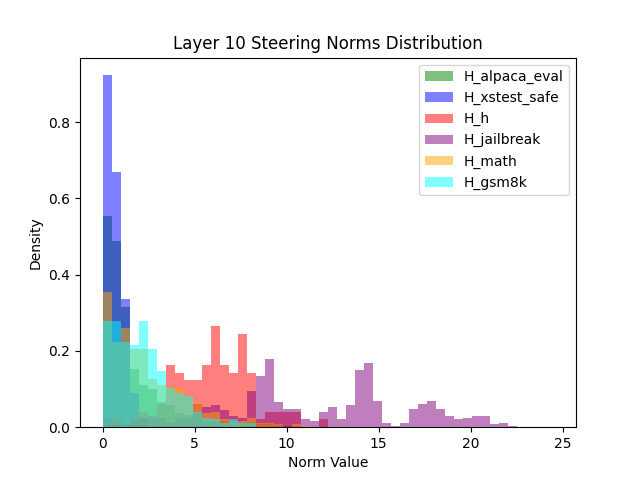 Layer 10 Steering Norms Distribution
H_alpaca_eval
H_xstest_safe
H_h
H_jailbreak
H_math
H_gsm8k
Density
0.8
0.6
0.4
0.2
0.0
0
5
10
15
20
25
Norm Value